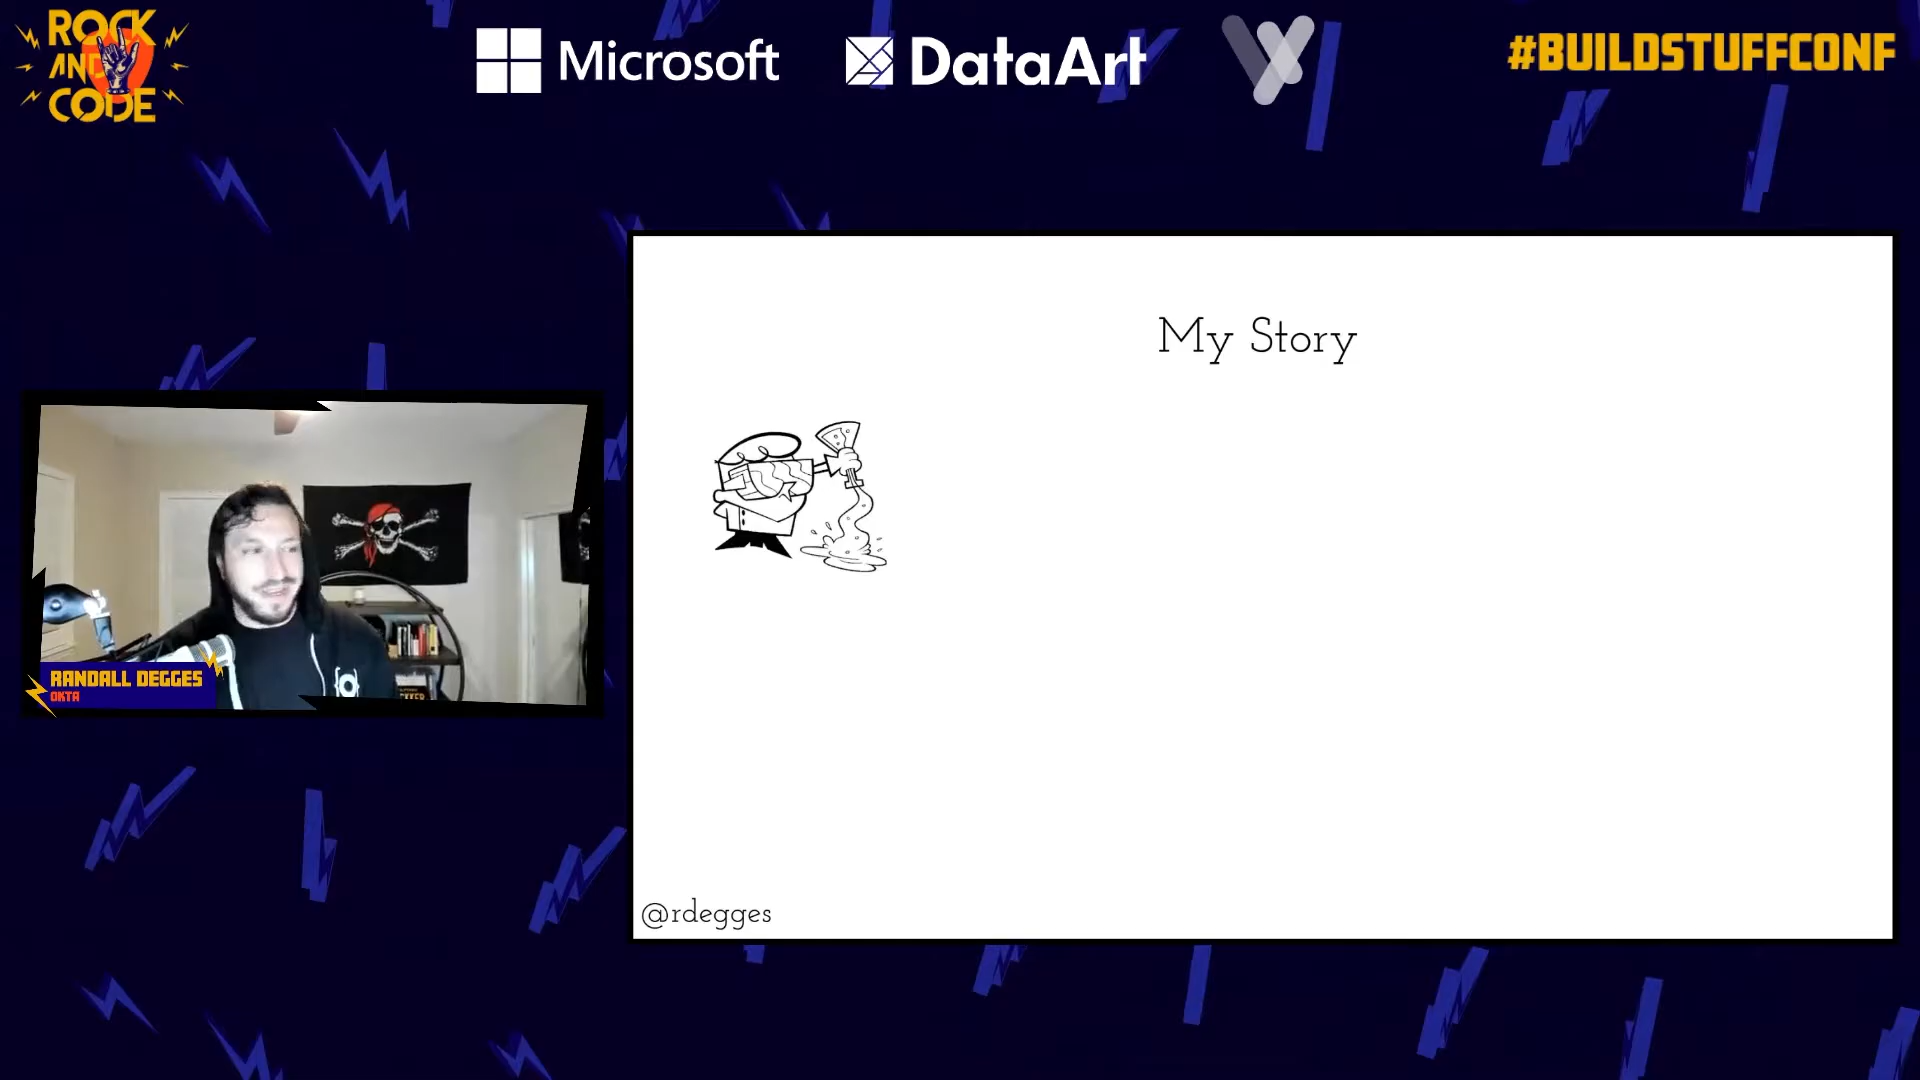 ROCK
AND
CODE
Microsoft
DataArt
#BUILDSTUFFCONF
My Story
RANDALL DEGGES
OKTA
@rdegges